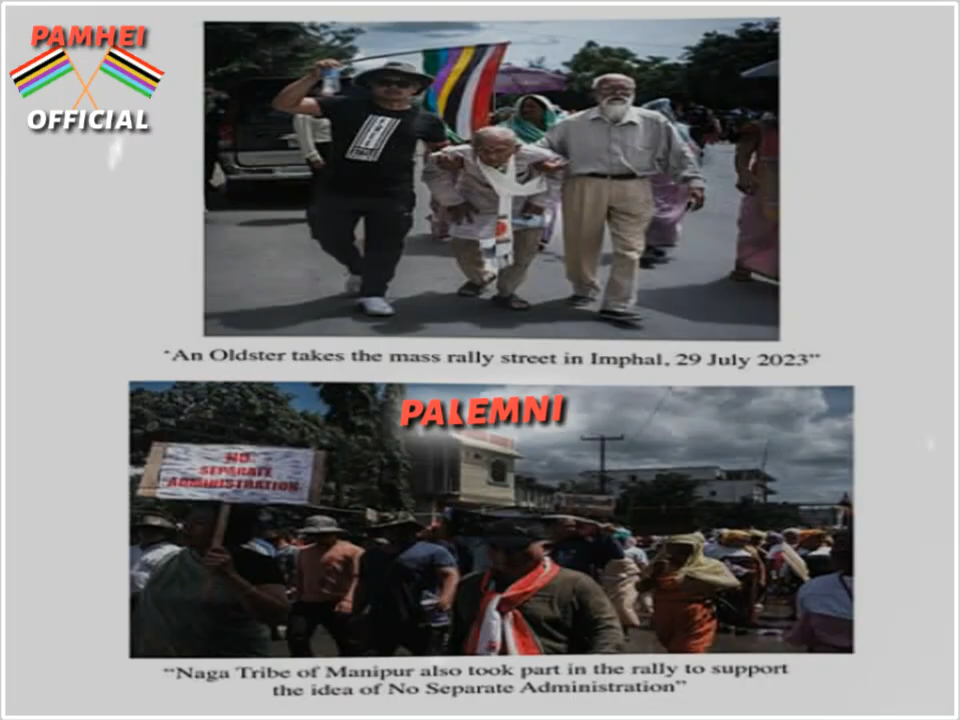 PAMHEI
OFFICIAL
"An Oldster takes the mass rally street in Imphal, 29 July 2023"
PALEMNI
NO
SEPARATE
ADMINISTRATION
"Naga Tribe of Manipur also took part in the rally to support
the idea of No Separate Administration"